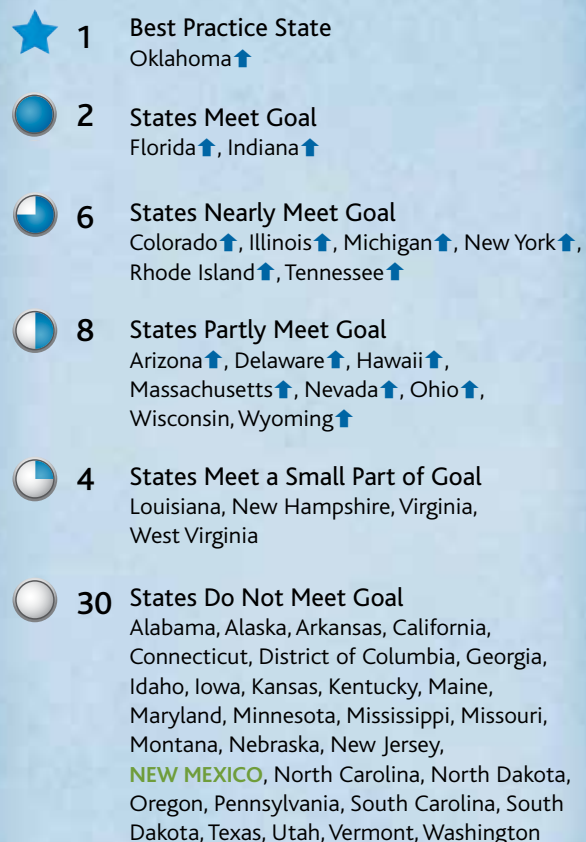 1 Best Practice State
Oklahoma⬆
2 States Meet Goal
Florida⬆, Indiana⬆
6 States Nearly Meet Goal
Colorado⬆, Illinois⬆, Michigan⬆, New York⬆,
Rhode Island⬆, Tennessee⬆
8 States Partly Meet Goal
Arizona⬆, Delaware⬆, Hawaii⬆,
Massachusetts⬆, Nevada⬆, Ohio⬆,
Wisconsin, Wyoming⬆
4 States Meet a Small Part of Goal
Louisiana, New Hampshire, Virginia,
West Virginia
30 States Do Not Meet Goal
Alabama, Alaska, Arkansas, California,
Connecticut, District of Columbia, Georgia,
Idaho, Iowa, Kansas, Kentucky, Maine,
Maryland, Minnesota, Mississippi, Missouri,
Montana, Nebraska, New Jersey,
NEW MEXICO, North Carolina, North Dakota,
Oregon, Pennsylvania, South Carolina, South
Dakota, Texas, Utah, Vermont, Washington